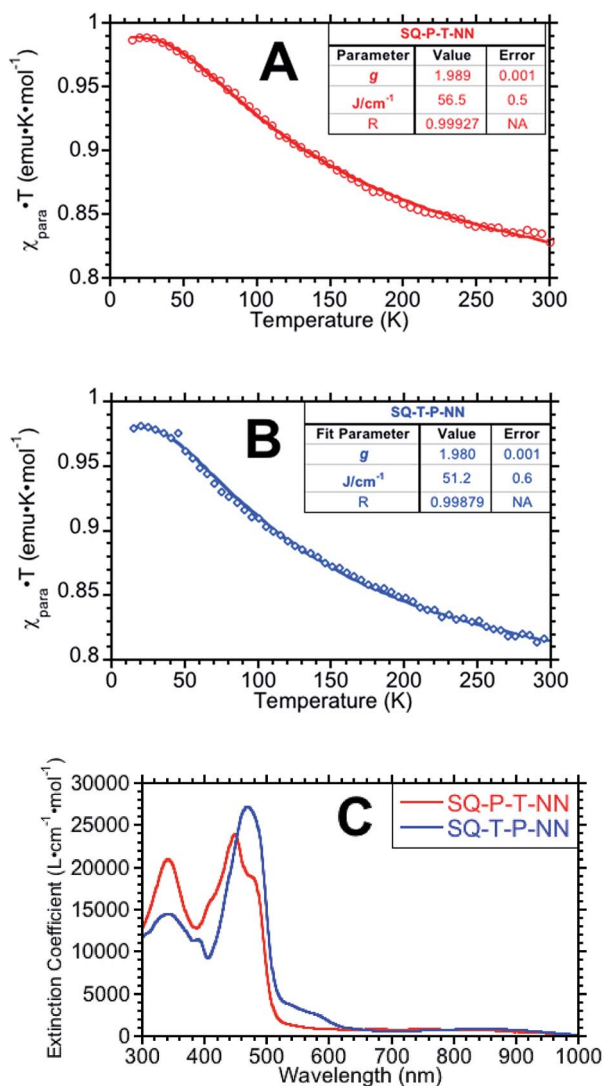 A
SQ-P-T-NN
Parameter Value Error
g 1.989 0.001
J/cm⁻¹ 56.5 0.5
R 0.99927 NA
χpara•T (emu•K•mol⁻¹)
1
0.95
0.9
0.85
0.8
0 50 100 150 200 250 300
Temperature (K)
B
SQ-T-P-NN
Fit Parameter Value Error
g 1.980 0.001
J/cm⁻¹ 51.2 0.6
R 0.99879 NA
χpara•T (emu•K•mol⁻¹)
1
0.95
0.9
0.85
0.8
0 50 100 150 200 250 300
Temperature (K)
C
SQ-P-T-NN
SQ-T-P-NN
Extinction Coefficient (L•cm⁻¹•mol⁻¹)
30000
25000
20000
15000
10000
5000
0
300 400 500 600 700 800 900 1000
Wavelength (nm)